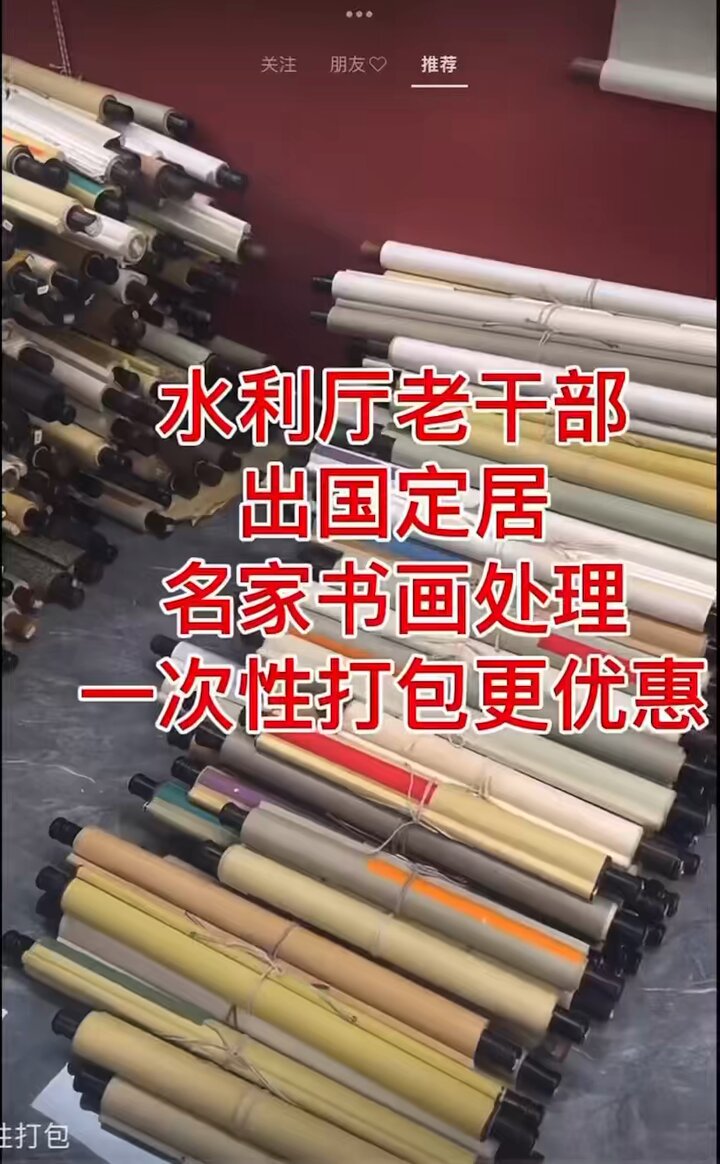 关注 朋友♡ 推荐
水利厅老干部
出国定居
名家书画处理
一次性打包更优惠
性打包